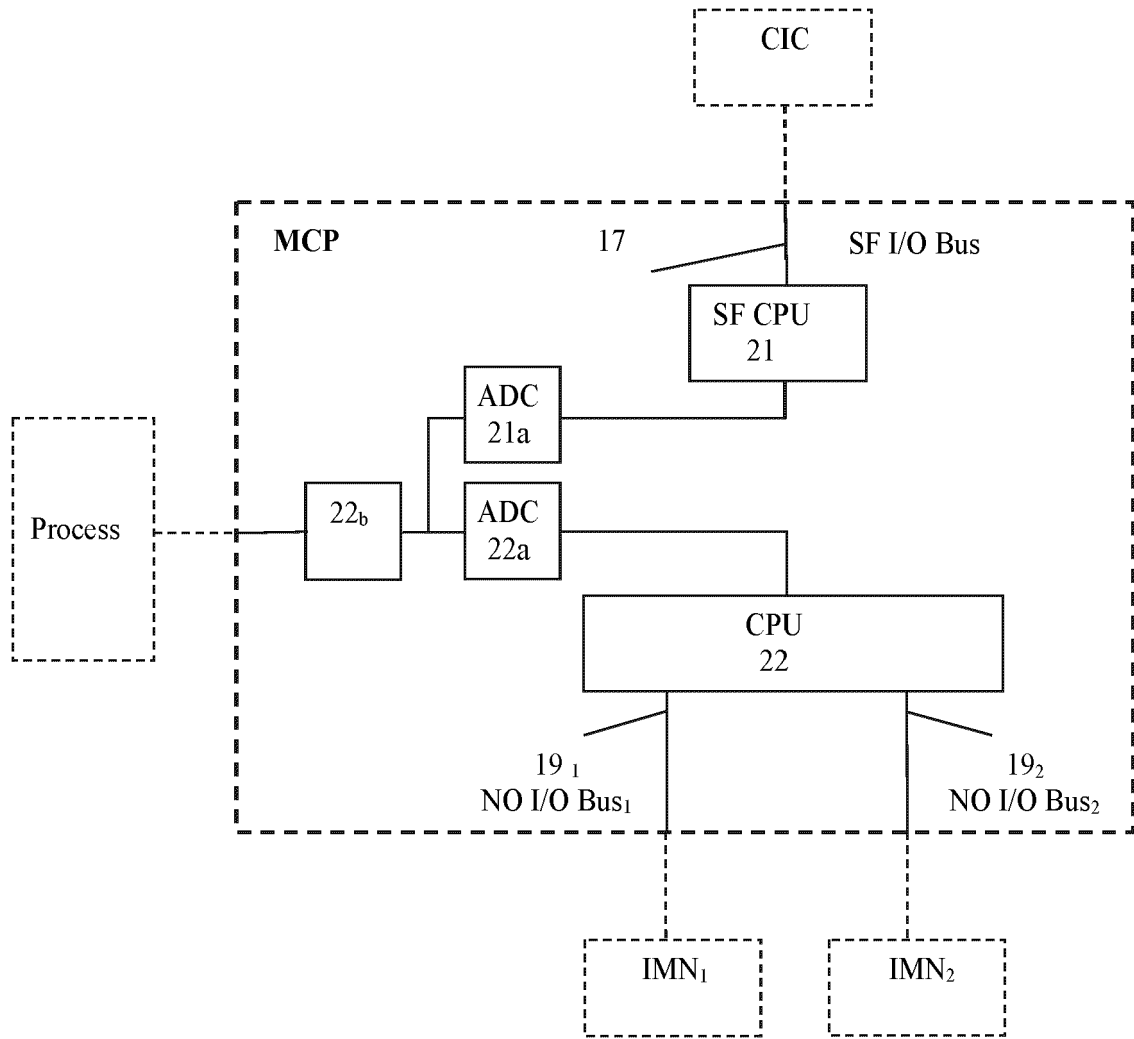 CIC
MCP
17
SF I/O Bus
SF CPU
21
ADC
21a
Process
22b
ADC
22a
CPU
22
19 1
NO I/O Bus1
192
NO I/O Bus2
IMN1
IMN2